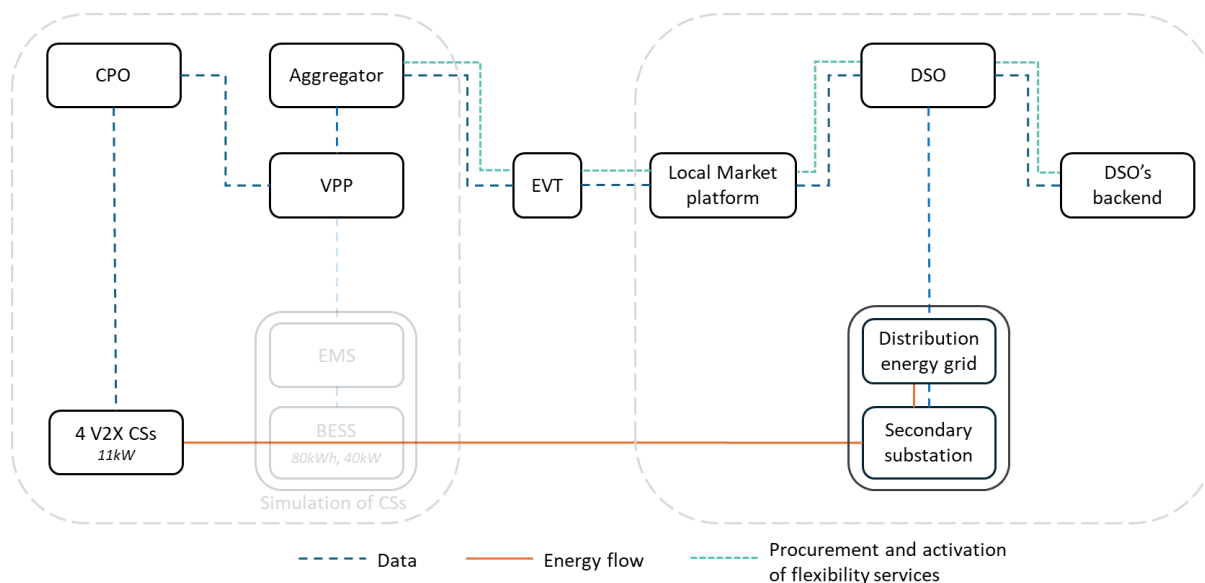 CPO
Aggregator
DSO
VPP
EVT
Local Market
platform
DSO's
backend
EMS
Distribution
energy grid
4 V2X CSs
11kW
BESS
80kWh, 40kW
Secondary
substation
Simulation of CSs
Data
Energy flow
Procurement and activation
of flexibility services